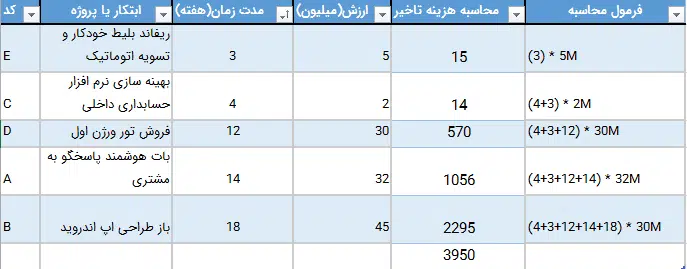 کد ابتکار یا پروژه مدت زمان(هفته) ارزش(میلیون) محاسبه هزینه تاخیر فرمول محاسبه
E ریفاند بلیط خودکار و
تسویه اتوماتیک 3 5 15 (3) * 5M
C بهینه سازی نرم افزار
حسابداری داخلی 4 2 14 (4+3) * 2M
D فروش تور ورژن اول 12 30 570 (4+3+12) * 30M
A بات هوشمند پاسخگو به
مشتری 14 32 1056 (4+3+12+14) * 32M
B باز طراحی اپ اندروید 18 45 2295 (4+3+12+14+18) * 30M
3950